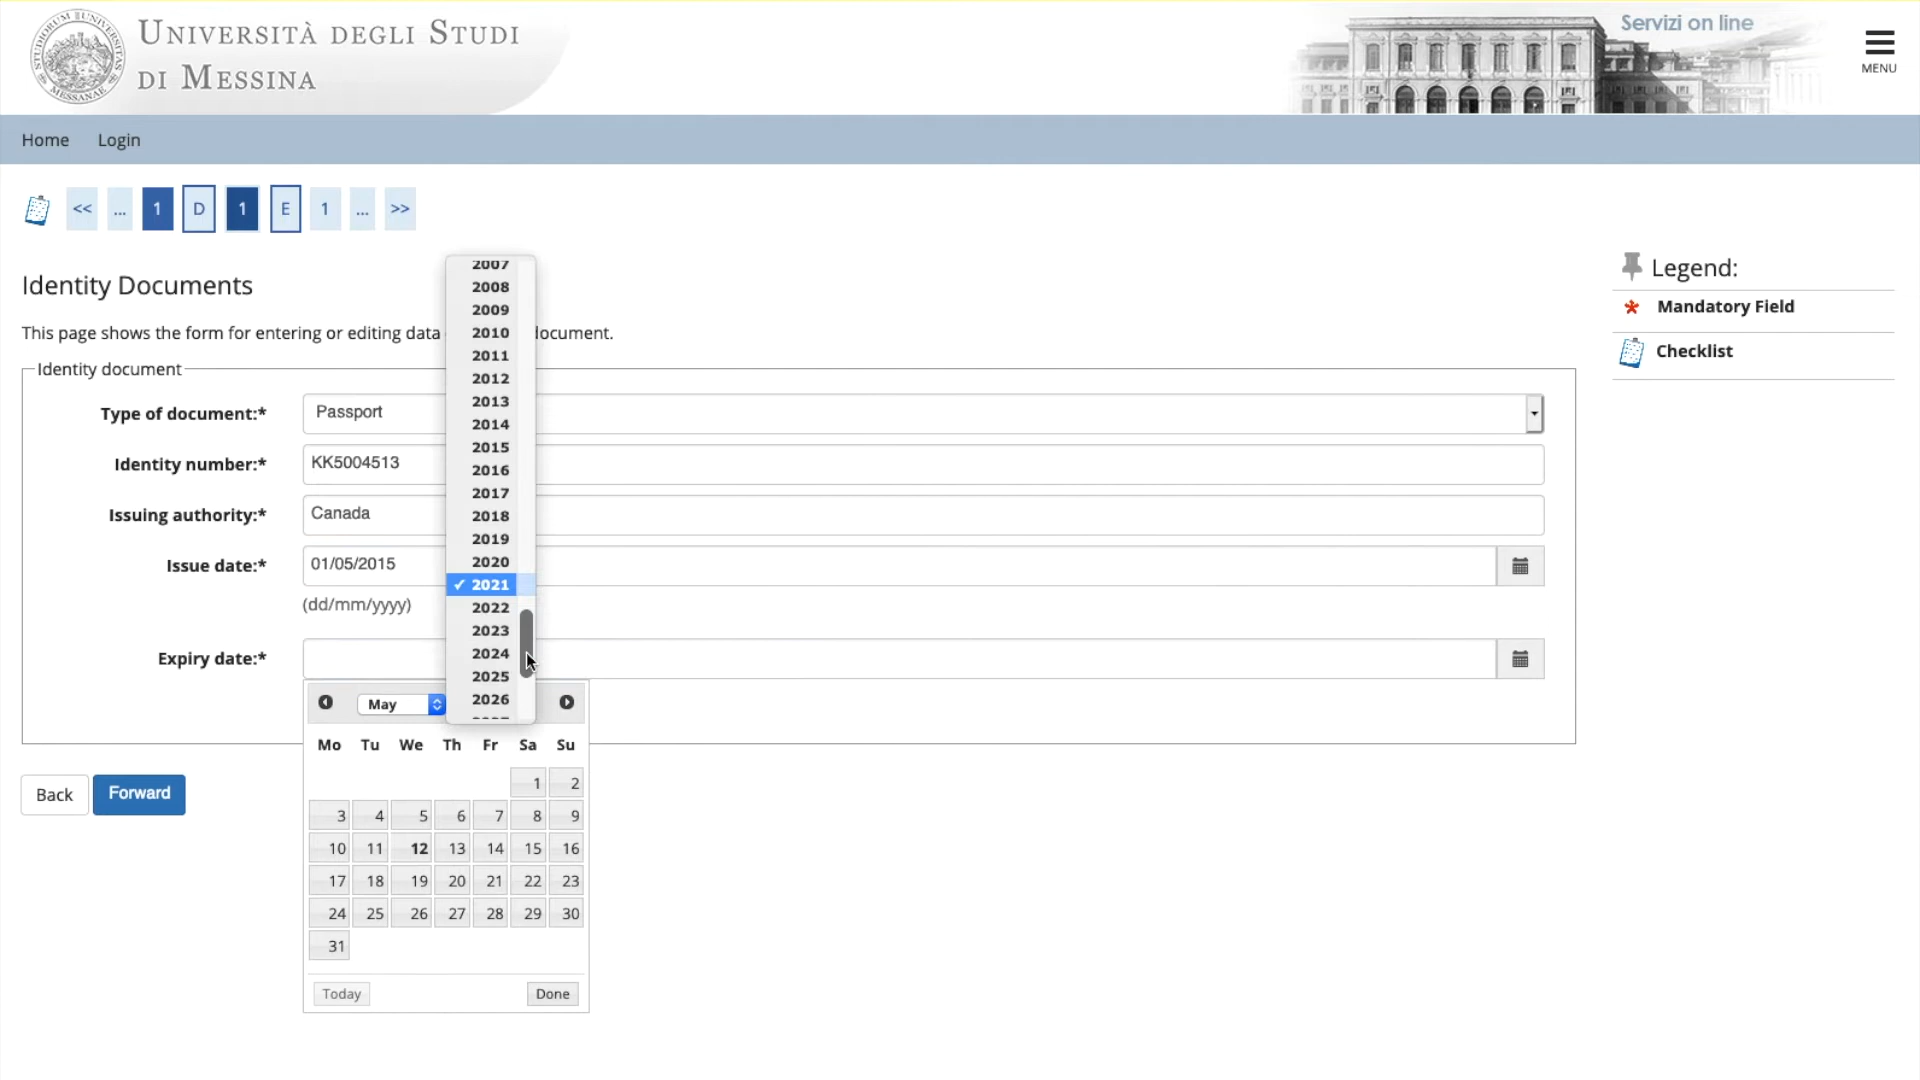 UNIVERSITÀ DEGLI STUDI
DI MESSINA
Servizi on line
MENU
Home Login
<< ... 1 D 1 E 1 ... >>
Identity Documents
This page shows the form for entering or editing data
document.
Identity document
Type of document:* Passport
Identity number:* KK5004513
Issuing authority:* Canada
Issue date:* 01/05/2015
(dd/mm/yyyy)
Expiry date:*
2007
2008
2009
2010
2011
2012
2013
2014
2015
2016
2017
2018
2019
2020
✓ 2021
2022
2023
2024
2025
2026
May
Mo Tu We Th Fr Sa Su
1 2
3 4 5 6 7 8 9
10 11 12 13 14 15 16
17 18 19 20 21 22 23
24 25 26 27 28 29 30
31
Today Done
Back Forward
Legend:
* Mandatory Field
Checklist